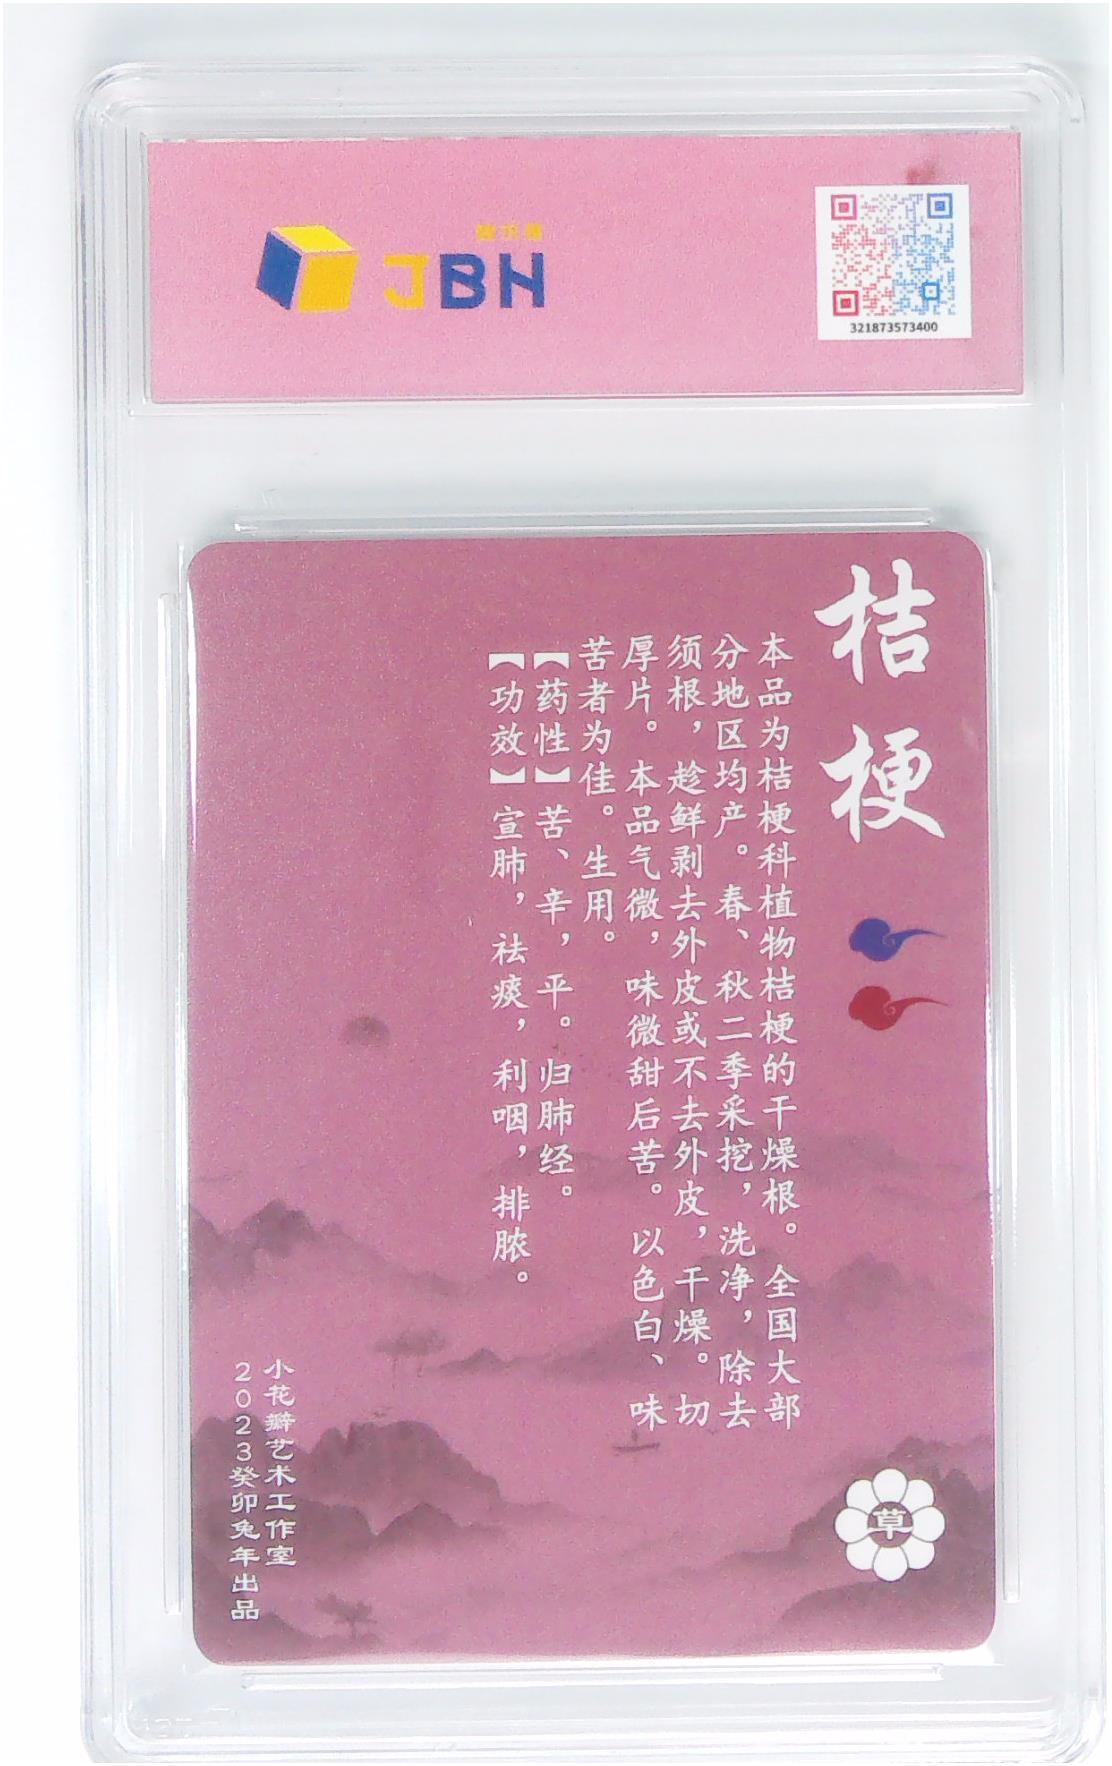 JBH
321873573400
桔梗
本品为桔梗科植物桔梗的干燥根。全国大部
分地区均产。春、秋二季采挖，洗净，除去
须根，趁鲜剥去外皮或不去外皮，干燥。切
厚片。本品气微，味微甜后苦。以色白、味
苦者为佳。生用。
【药性】苦、辛，平。归肺经。
【功效】宣肺，祛痰，利咽，排脓。
草
小花瓣艺术工作室
2023癸卯兔年出品